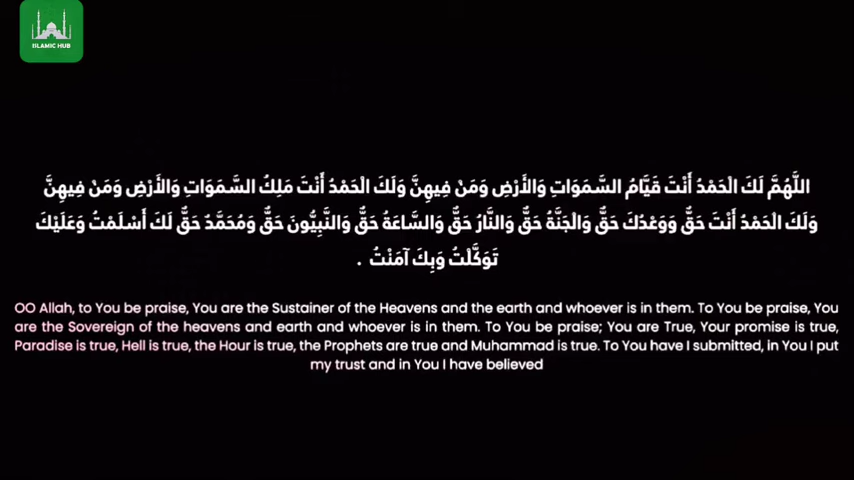 ISLAMIC HUB
اللَّهُمَّ لَكَ الْحَمْدُ أَنْتَ قَيَّامُ السَّمَوَاتِ وَالأَرْضِ وَمَنْ فِيهِنَّ وَلَكَ الْحَمْدُ أَنْتَ مَلِكُ السَّمَوَاتِ وَالأَرْضِ وَمَنْ فِيهِنَّ
وَلَكَ الْحَمْدُ أَنْتَ حَقٌّ وَوَعْدُكَ حَقٌّ وَالْجَنَّةُ حَقٌّ وَالنَّارُ حَقٌّ وَالسَّاعَةُ حَقٌّ وَالنَّبِيُّونَ حَقٌّ وَمُحَمَّدٌ حَقٌّ لَكَ أَسْلَمْتُ وَعَلَيْكَ
تَوَكَّلْتُ وَبِكَ آمَنْتُ .
OO Allah, to You be praise, You are the Sustainer of the Heavens and the earth and whoever is in them. To You be praise, You
are the Sovereign of the heavens and earth and whoever is in them. To You be praise; You are True, Your promise is true,
Paradise is true, Hell is true, the Hour is true, the Prophets are true and Muhammad is true. To You have I submitted, in You I put
my trust and in You I have believed